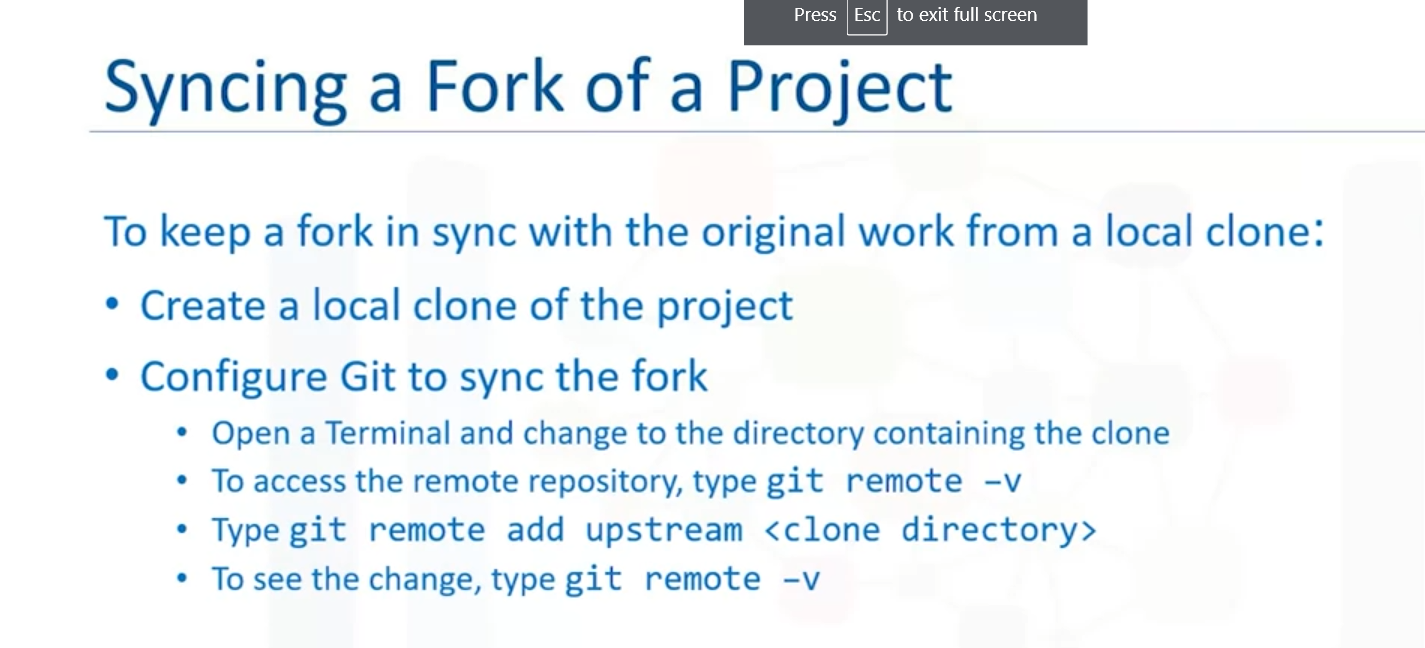 Press Esc to exit full screen
Syncing a Fork of a Project
To keep a fork in sync with the original work from a local clone:
• Create a local clone of the project
• Configure Git to sync the fork
• Open a Terminal and change to the directory containing the clone
• To access the remote repository, type git remote –v
• Type git remote add upstream <clone directory>
• To see the change, type git remote –v